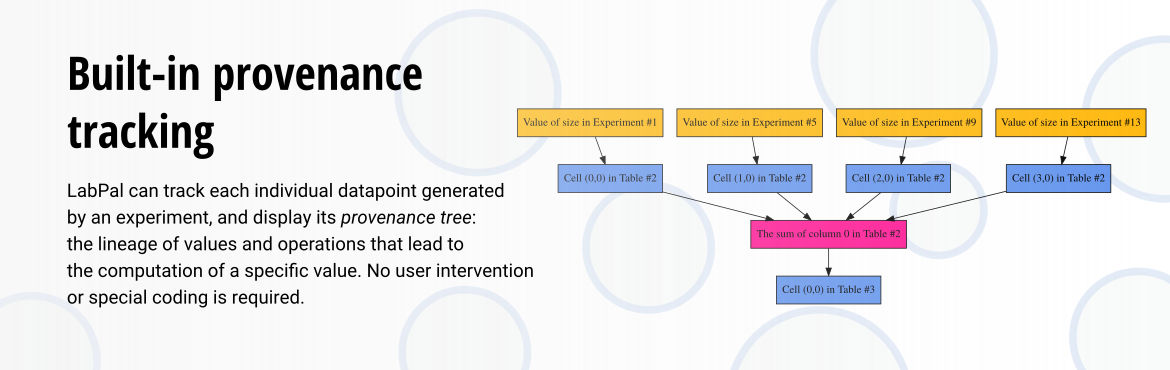 Built-in provenance
tracking
LabPal can track each individual datapoint generated
by an experiment, and display its provenance tree:
the lineage of values and operations that lead to
the computation of a specific value. No user intervention
or special coding is required.
Value of size in Experiment #1
Value of size in Experiment #5
Value of size in Experiment #9
Value of size in Experiment #13
Cell (0,0) in Table #2
Cell (1,0) in Table #2
Cell (2,0) in Table #2
Cell (3,0) in Table #2
The sum of column 0 in Table #2
Cell (0,0) in Table #3